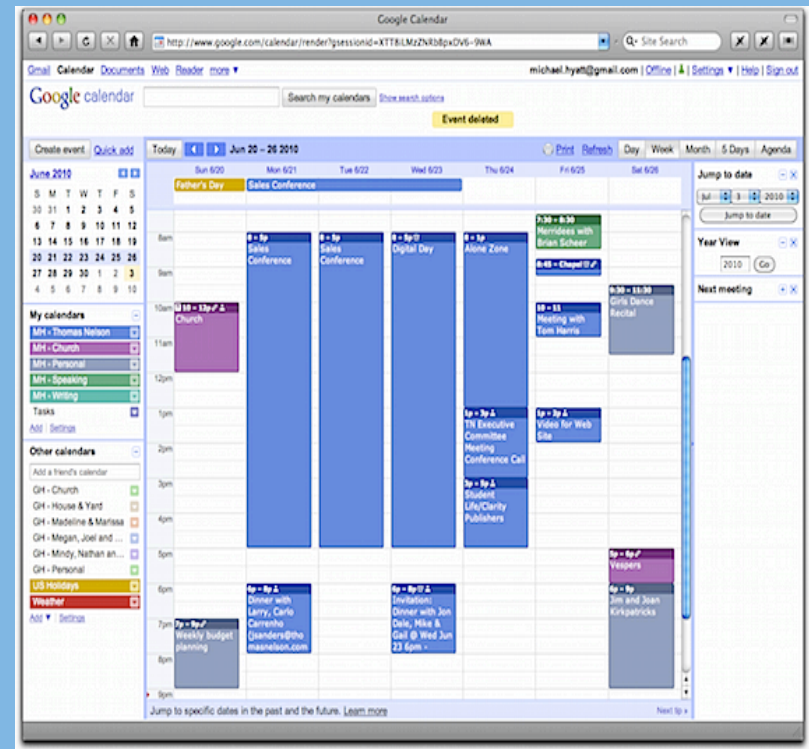 Google Calendar
http://www.google.com/calendar/render?gsessionid=XTT8iLMzZNRb8pxDV6-9WA
Site Search
Gmail Calendar Documents Web Reader more ▼
michael.hyatt@gmail.com | Offline | Settings ▼ | Help | Sign out
Google calendar
Search my calendars
Show search options
Event deleted
Create event Quick add
Today Jun 20 – 26 2010
Print Refresh Day Week Month 5 Days Agenda
June 2010
S M T W T F S
30 31 1 2 3 4 5
6 7 8 9 10 11 12
13 14 15 16 17 18 19
20 21 22 23 24 25 26
27 28 29 30 1 2 3
4 5 6 7 8 9 10
My calendars
MH - Thomas Nelson
MH - Church
MH - Personal
MH - Speaking
MH - Writing
Tasks
Add Settings
Other calendars
Add a friend's calendar
GH - Church
GH - House & Yard
GH - Madeline & Marissa
GH - Megan, Joel and ...
GH - Mindy, Nathan an...
GH - Personal
US Holidays
Weather
Add ▼ Settings
Sun 6/20 Mon 6/21 Tue 6/22 Wed 6/23 Thu 6/24 Fri 6/25 Sat 6/26
Father's Day
Sales Conference
8am
9am
10am
11am
12pm
1pm
2pm
3pm
4pm
5pm
6pm
7pm
8pm
9pm
10 – 12p
Church
7p – 9p
Weekly budget
planning
8 – 5p
Sales
Conference
6p – 8p
Dinner with
Larry, Carlo
Carrenho
(jsanders@tho
masnelson.com
8 – 5p
Sales
Conference
8 – 5p
Digital Day
6p – 8p
Invitation:
Dinner with Jon
Dale, Mike &
Gail @ Wed Jun
23 6pm -
8 – 1p
Alone Zone
1p – 3p
TN Executive
Committee
Meeting
Conference Call
3p – 5p
Student
Life/Clarity
Publishers
7:30 – 8:30
Merridees with
Brian Scheer
8:45 – Chapel
10 – 11
Meeting with
Tom Harris
1p – 2p
Video for Web
Site
9:30 – 11:30
Girls Dance
Recital
5p – 6p
Vespers
6p – 9p
Jim and Joan
Kirkpatricks
Jump to date
Jul 3 2010
Jump to date
Year View
2010 Go
Next meeting
Jump to specific dates in the past and the future. Learn more
Next tip »